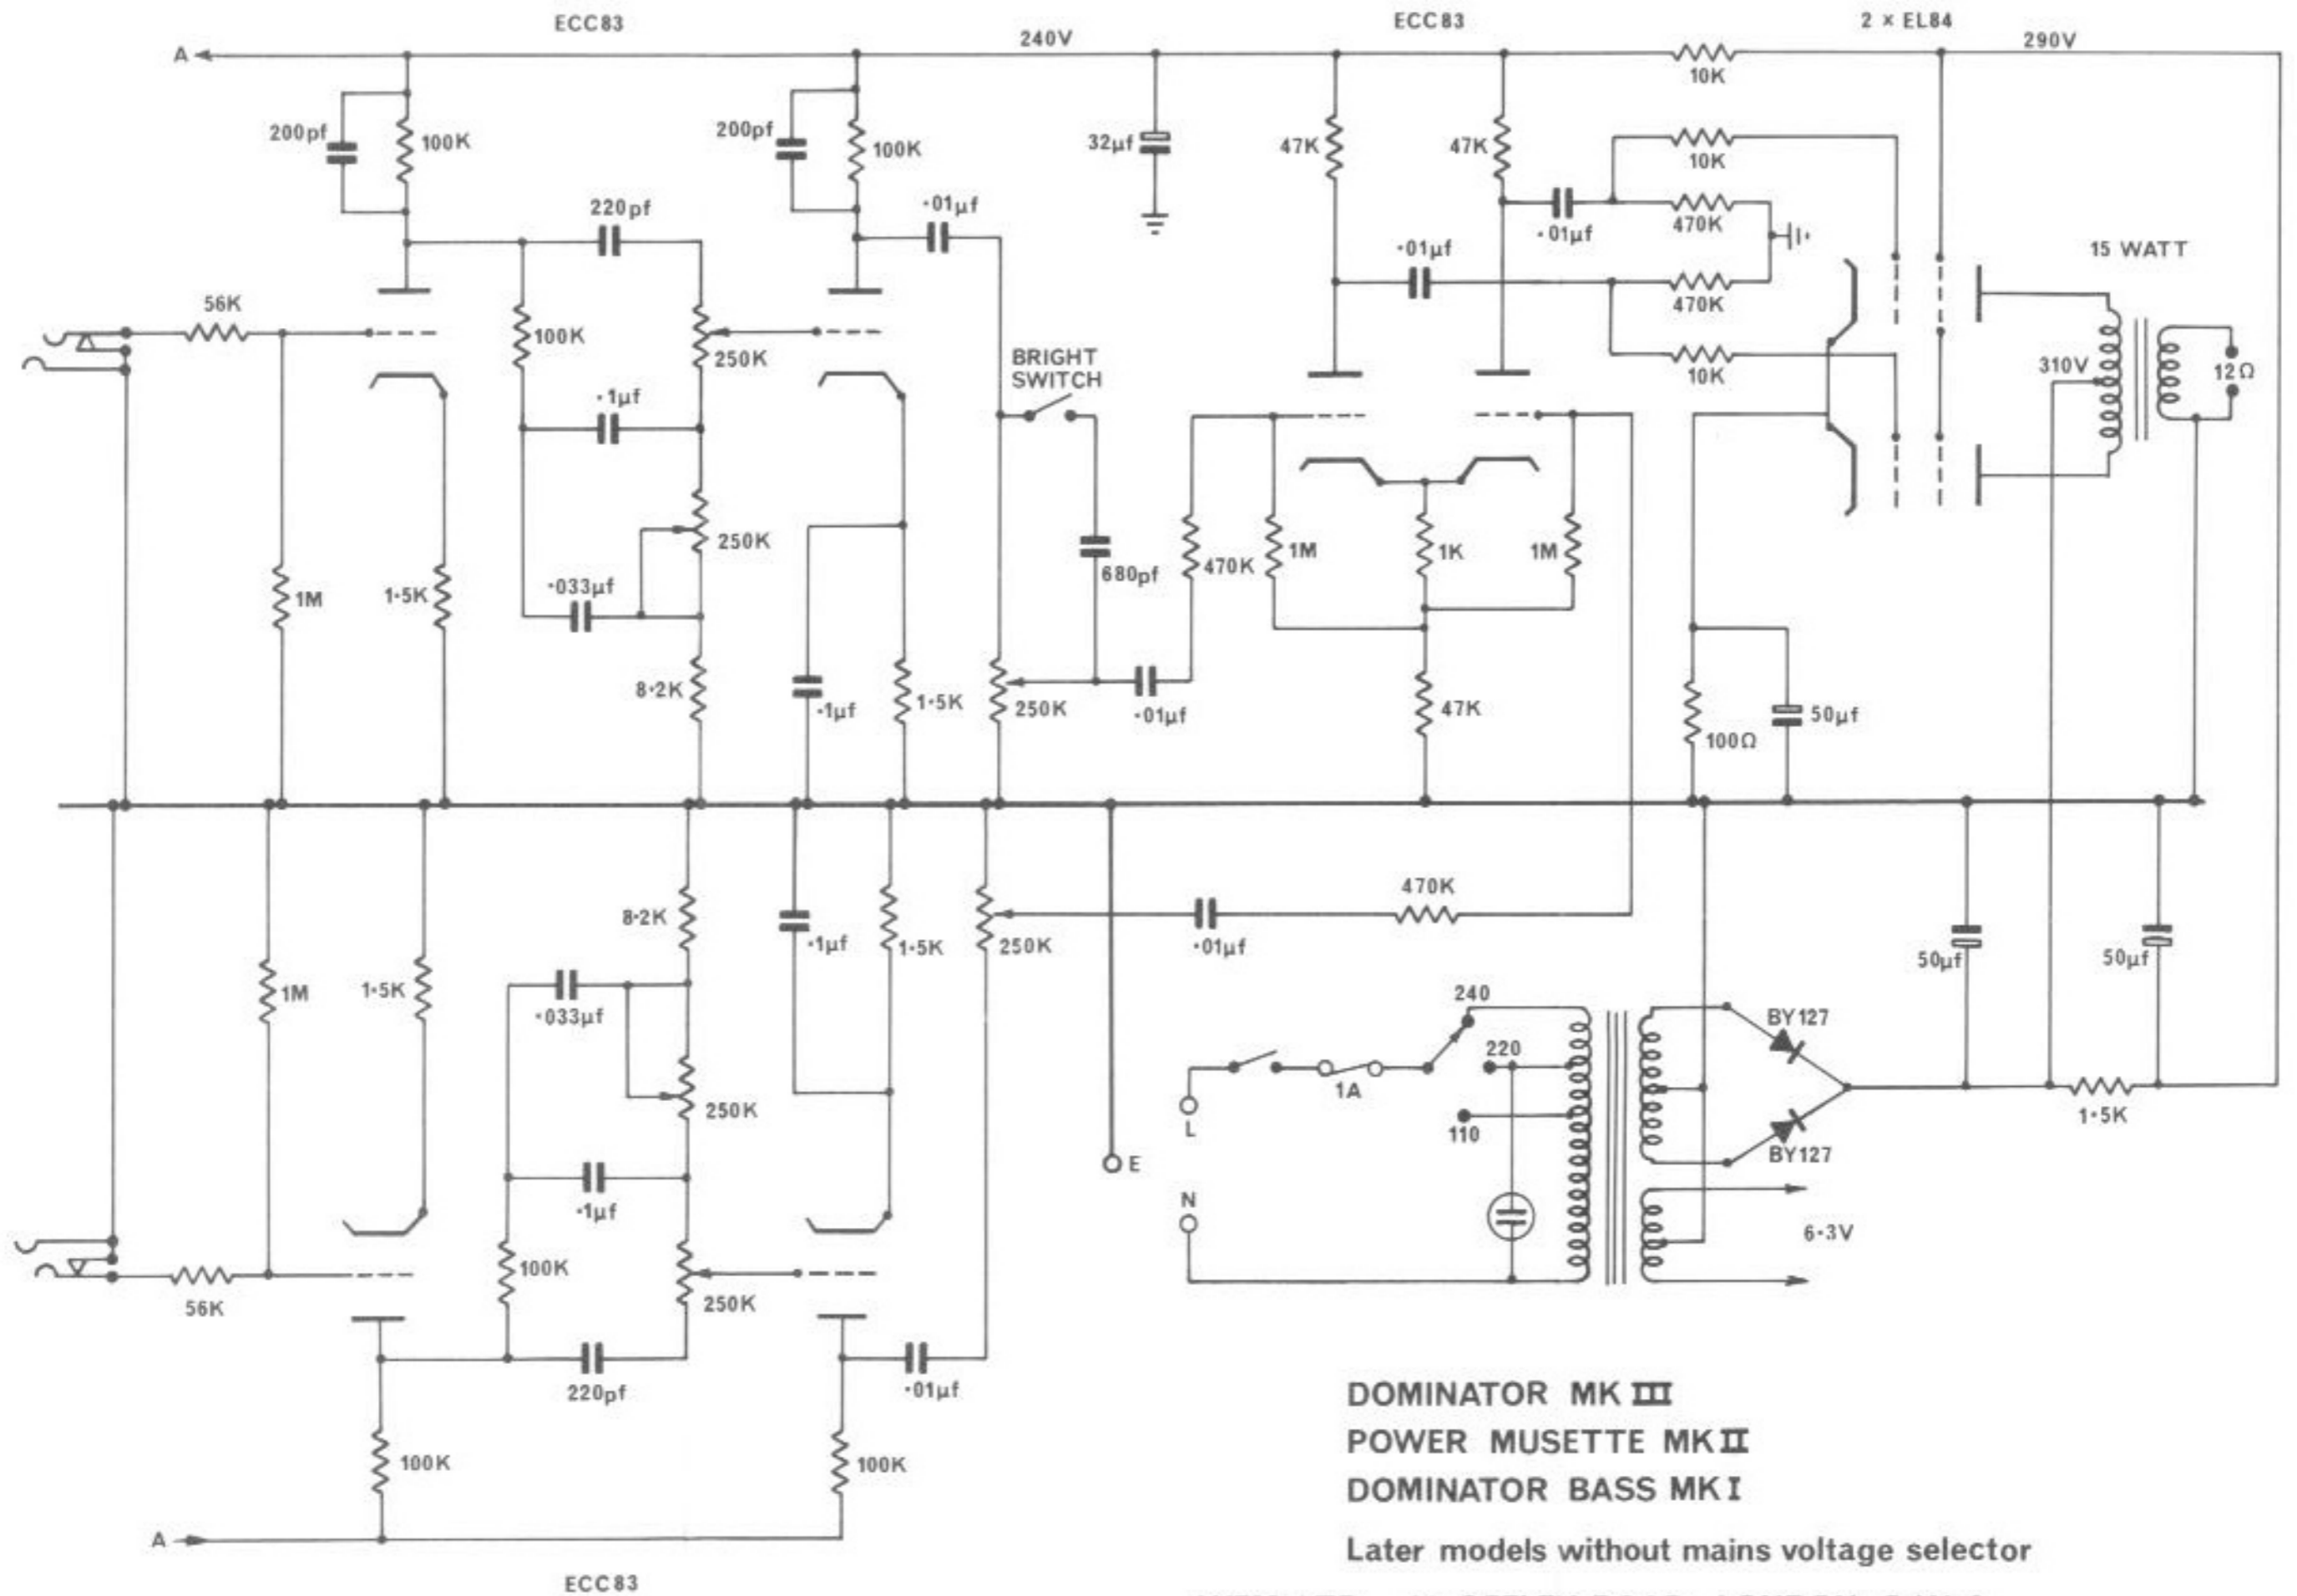 ECC83
ECC83
2 × EL84
A
240V
290V
10K
200pf
100K
200pf
100K
32µf
47K
47K
10K
220pf
·01µf
470K
·01µf
·01µf
15 WATT
470K
56K
100K
250K
BRIGHT
SWITCH
310V
12Ω
10K
·1µf
250K
680pf
470K
1M
1K
1M
·033µf
1M
1·5K
8·2K
·1µf
1·5K
250K
·01µf
47K
100Ω
50µf
8·2K
·1µf
1·5K
250K
470K
·01µf
50µf
50µf
1M
1·5K
·033µf
240
BY127
220
1A
110
L
1·5K
250K
BY127
E
N
·1µf
6·3V
100K
250K
56K
220pf
·01µf
DOMINATOR MK III
POWER MUSETTE MK II
100K
100K
DOMINATOR BASS MK I
A
Later models without mains voltage selector
ECC83